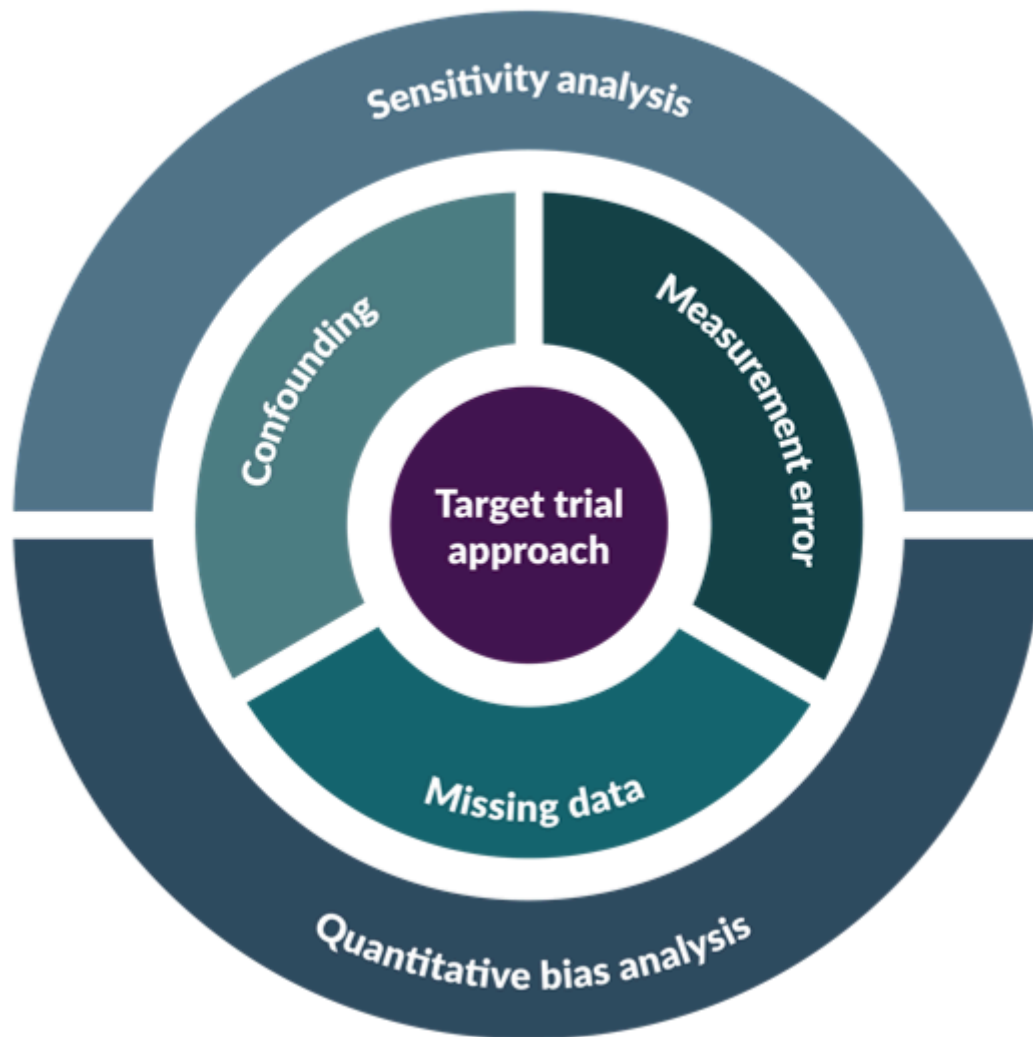 Sensitivity analysis
Confounding
Measurement error
Target trial
approach
Missing data
Quantitative bias analysis